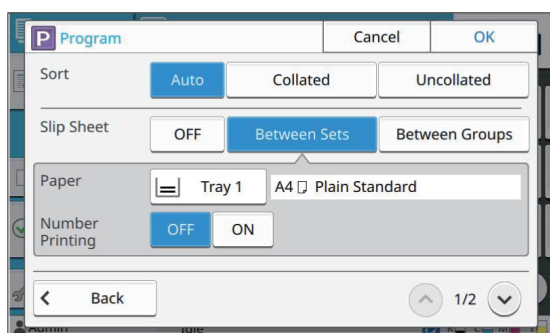 P Program Cancel OK
Sort Auto Collated Uncollated
Slip Sheet OFF Between Sets Between Groups
Paper Tray 1 A4 Plain Standard
Number
Printing OFF ON
Back 1/2
Admin Idle